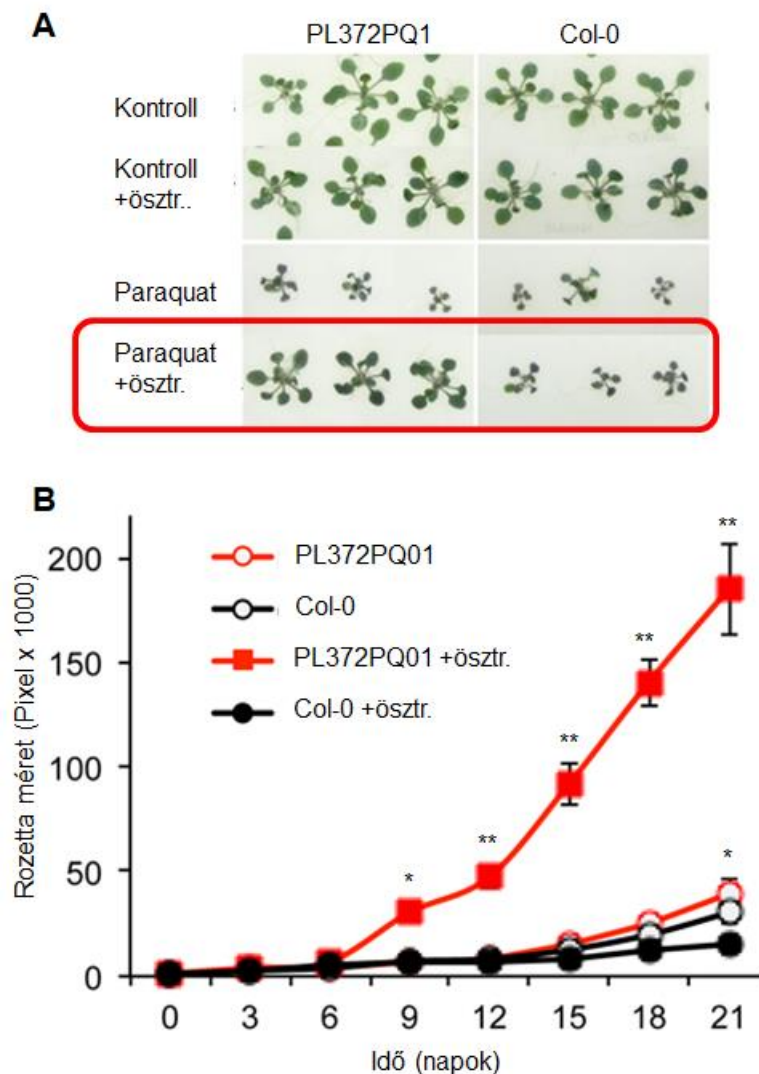 A
PL372PQ1 Col-0
Kontroll
Kontroll
+ösztr..
Paraquat
Paraquat
+ösztr.
B
Rozetta méret (Pixel x 1000)
200
150
100
50
0
PL372PQ01
Col-0
PL372PQ01 +ösztr.
Col-0 +ösztr.
*
**
**
**
**
*
0 3 6 9 12 15 18 21
Idő (napok)